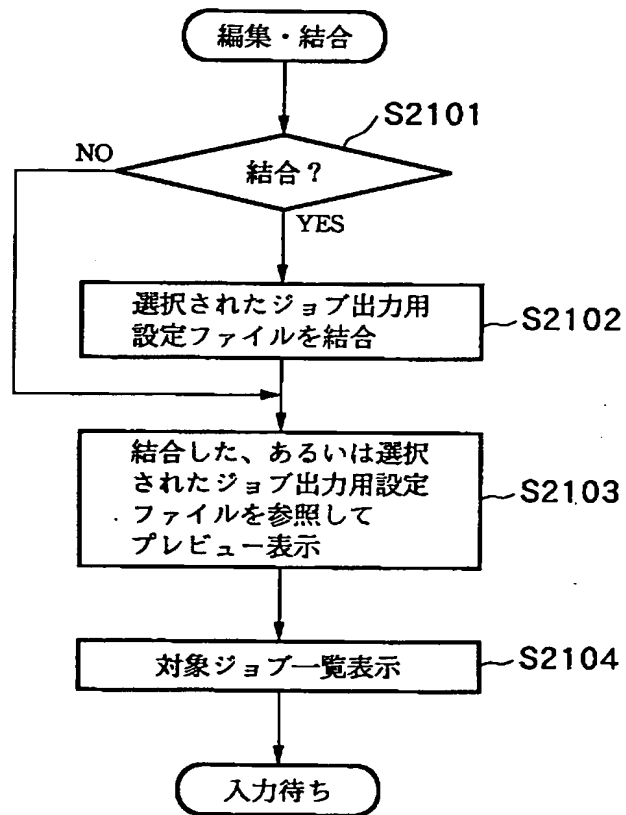 編集・結合
S2101
NO
結合？
YES
選択されたジョブ出力用
設定ファイルを結合
S2102
結合した、あるいは選択
されたジョブ出力用設定
ファイルを参照して
プレビュー表示
S2103
対象ジョブ一覧表示
S2104
入力待ち